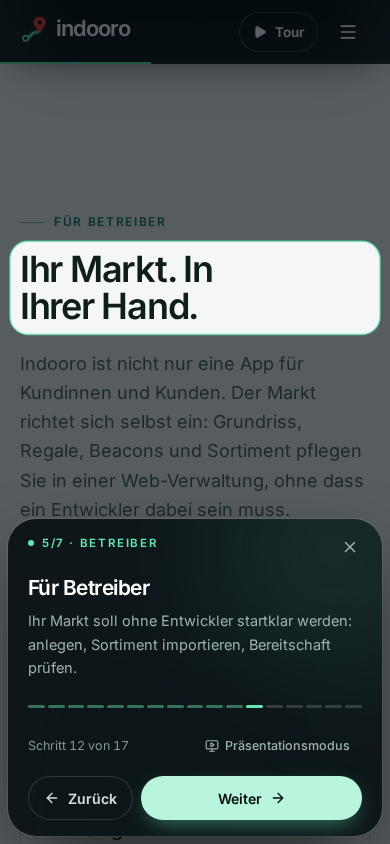 indooro
Tour
FÜR BETREIBER
Ihr Markt. In
Ihrer Hand.
Indooro ist nicht nur eine App für
Kundinnen und Kunden. Der Markt
richtet sich selbst ein: Grundriss,
Regale, Beacons und Sortiment pflegen
Sie in einer Web-Verwaltung, ohne dass
ein Entwickler dabei sein muss.
5/7 · BETREIBER
Für Betreiber
Ihr Markt soll ohne Entwickler startklar werden:
anlegen, Sortiment importieren, Bereitschaft
prüfen.
Schritt 12 von 17
Präsentationsmodus
Zurück
Weiter